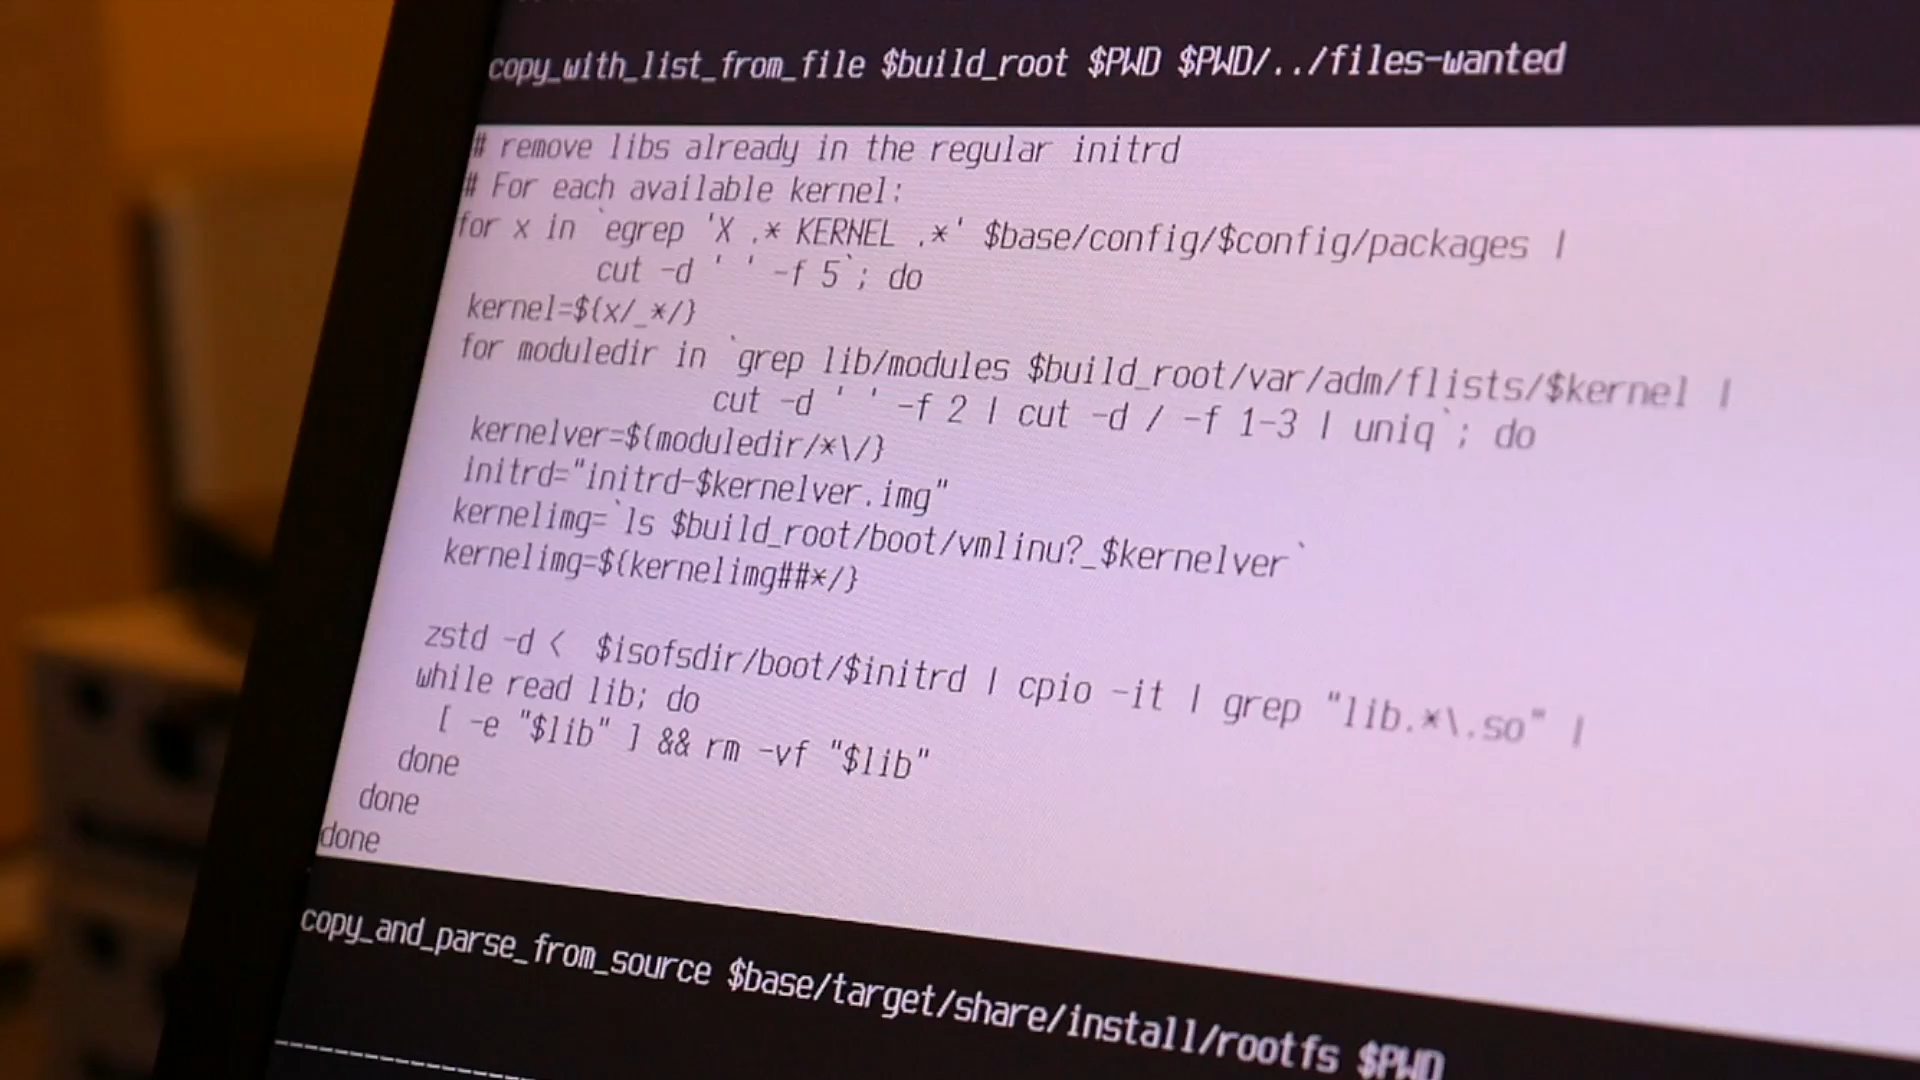 copy_with_list_from_file $build_root $PWD $PWD/../files-wanted
# remove libs already in the regular initrd
# For each available kernel:
for x in `egrep 'X .* KERNEL .*' $base/config/$config/packages |
cut -d ' ' -f 5`; do
kernel=${x/_*/}
for moduledir in `grep lib/modules $build_root/var/adm/flists/$kernel |
cut -d ' ' -f 2 | cut -d / -f 1-3 | uniq`; do
kernelver=${moduledir/*\/}
initrd="initrd-$kernelver.img"
kernelimg=`ls $build_root/boot/vmlinu?_$kernelver`
kernelimg=${kernelimg##*/}
zstd -d < $isofsdir/boot/$initrd | cpio -it | grep "lib.*\.so" |
while read lib; do
[ -e "$lib" ] && rm -vf "$lib"
done
done
done
copy_and_parse_from_source $base/target/share/install/rootfs $PWD